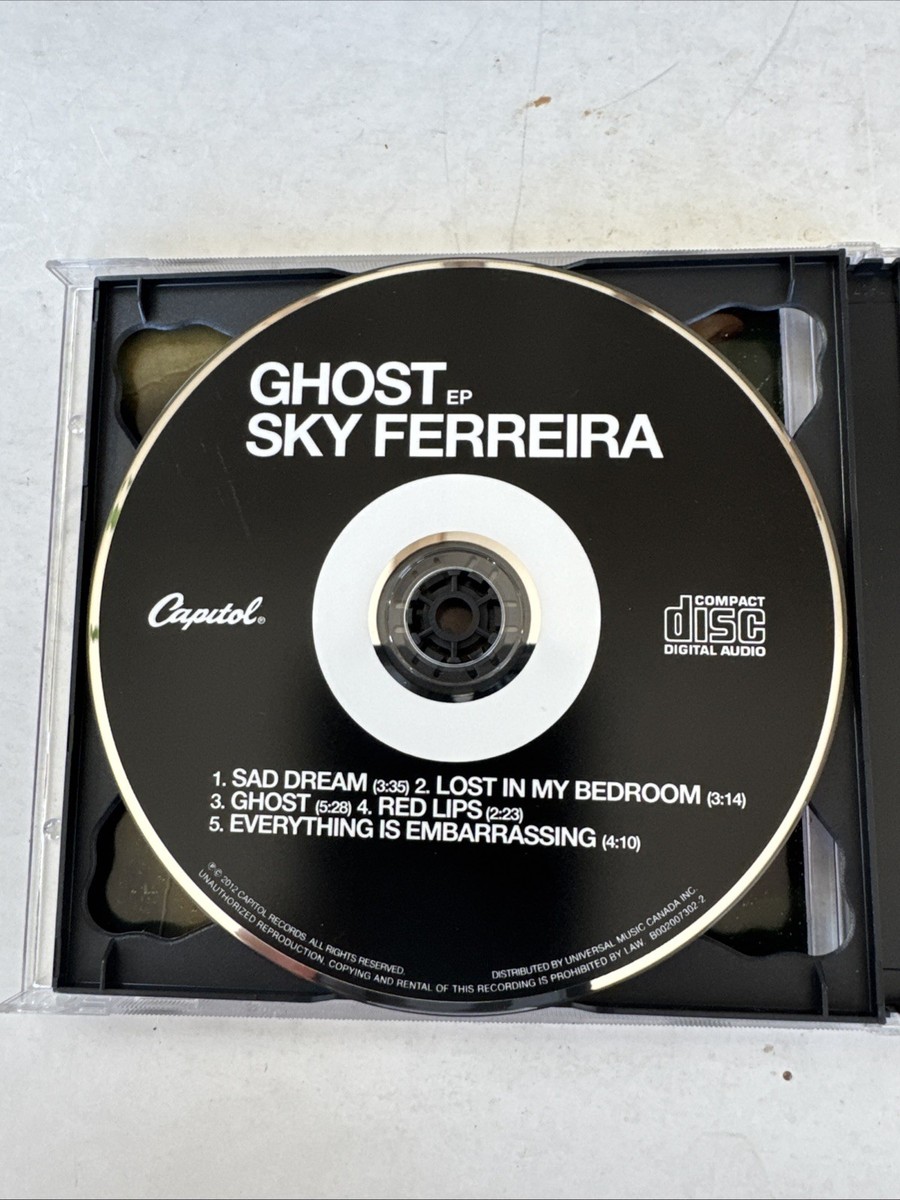 GHOST EP
SKY FERREIRA
Capitol®
COMPACT
disc
DIGITAL AUDIO
1. SAD DREAM (3:35) 2. LOST IN MY BEDROOM (3:14)
3. GHOST (5:28) 4. RED LIPS (2:23)
5. EVERYTHING IS EMBARRASSING (4:10)
℗ © 2012 CAPITOL RECORDS. ALL RIGHTS RESERVED. DISTRIBUTED BY UNIVERSAL MUSIC CANADA INC.
UNAUTHORIZED REPRODUCTION, COPYING AND RENTAL OF THIS RECORDING IS PROHIBITED BY LAW. B002007302-2